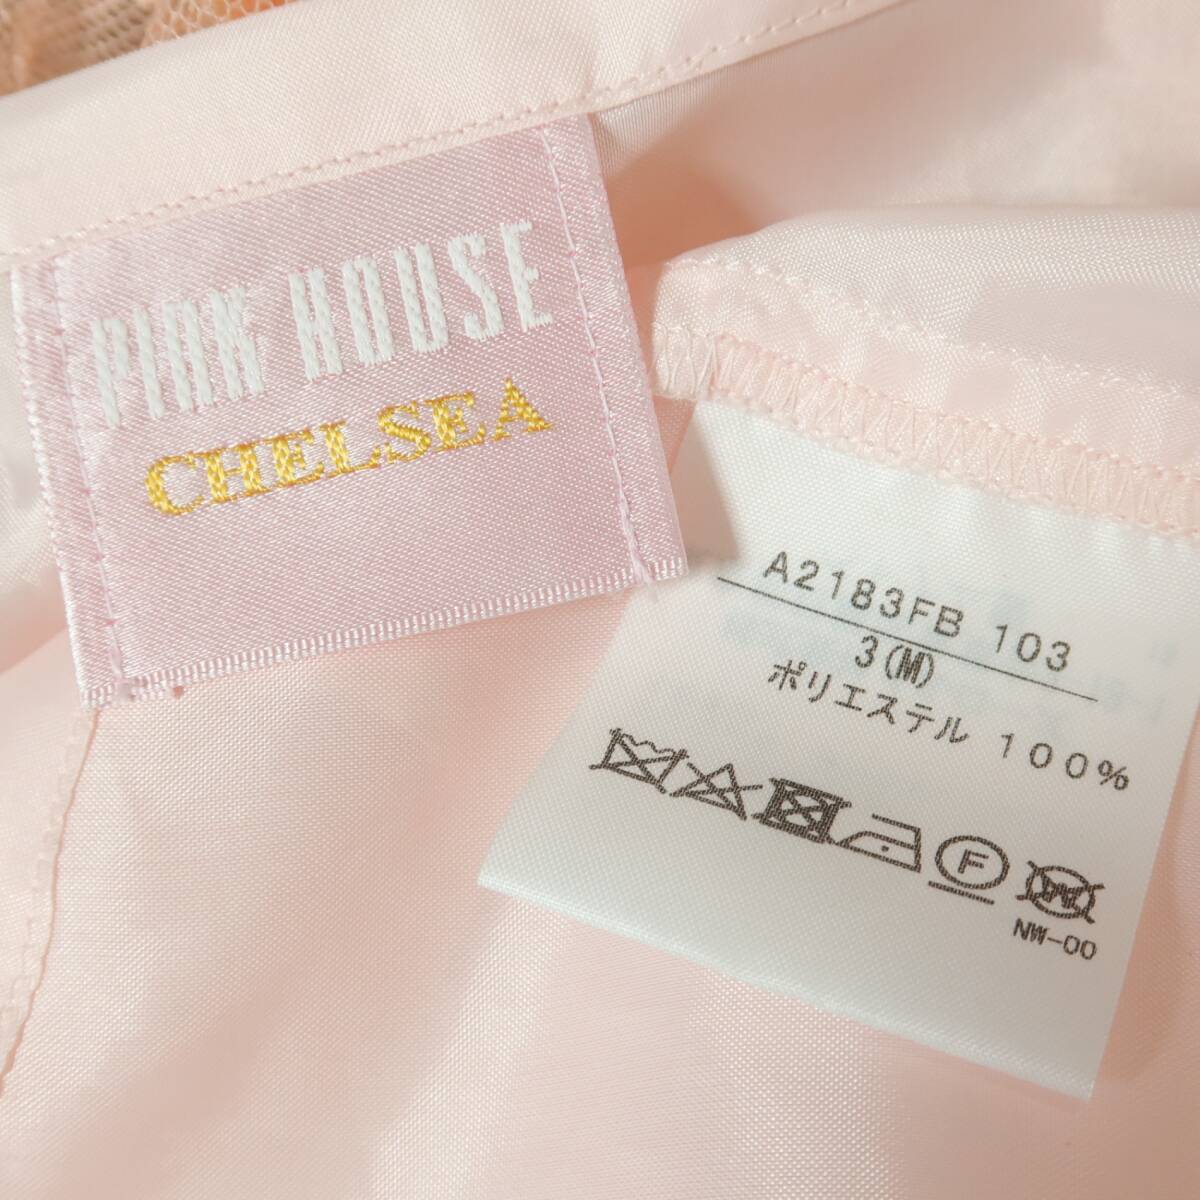 PINK HOUSE
CHELSEA
A2183FB 103
3(M)
ポリエステル 100%
F
NW-00